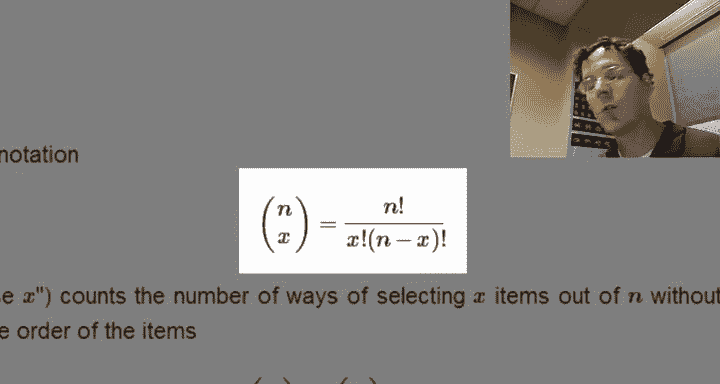 notation
(n x) = n! / x!(n − x)!
e x") counts the number of ways of selecting x items out of n without
e order of the items